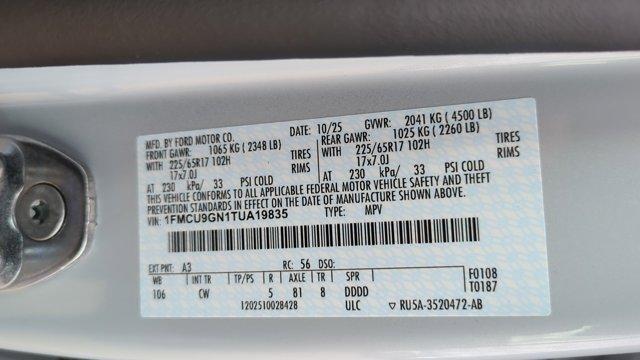 MFD. BY FORD MOTOR CO.
DATE: 10/25 GVWR: 2041 KG ( 4500 LB)
FRONT GAWR: 1065 KG ( 2348 LB) REAR GAWR: 1025 KG ( 2260 LB)
WITH 225/65R17 102H TIRES WITH 225/65R17 102H TIRES
17x7.0J RIMS 17x7.0J RIMS
AT 230 kPa/ 33 PSI COLD AT 230 kPa/ 33 PSI COLD
THIS VEHICLE CONFORMS TO ALL APPLICABLE FEDERAL MOTOR VEHICLE SAFETY AND THEFT
PREVENTION STANDARDS IN EFFECT ON THE DATE OF MANUFACTURE SHOWN ABOVE.
1FMCU9GN1TUA19835 TYPE: MPV
EXT PNT: A3 RC: 56 DSO:
WB INT TR TP/PS R AXLE TR SPR F0108
106 CW 5 81 8 DDDD T0187
1202510028428 ULC RU5A-3520472-AB